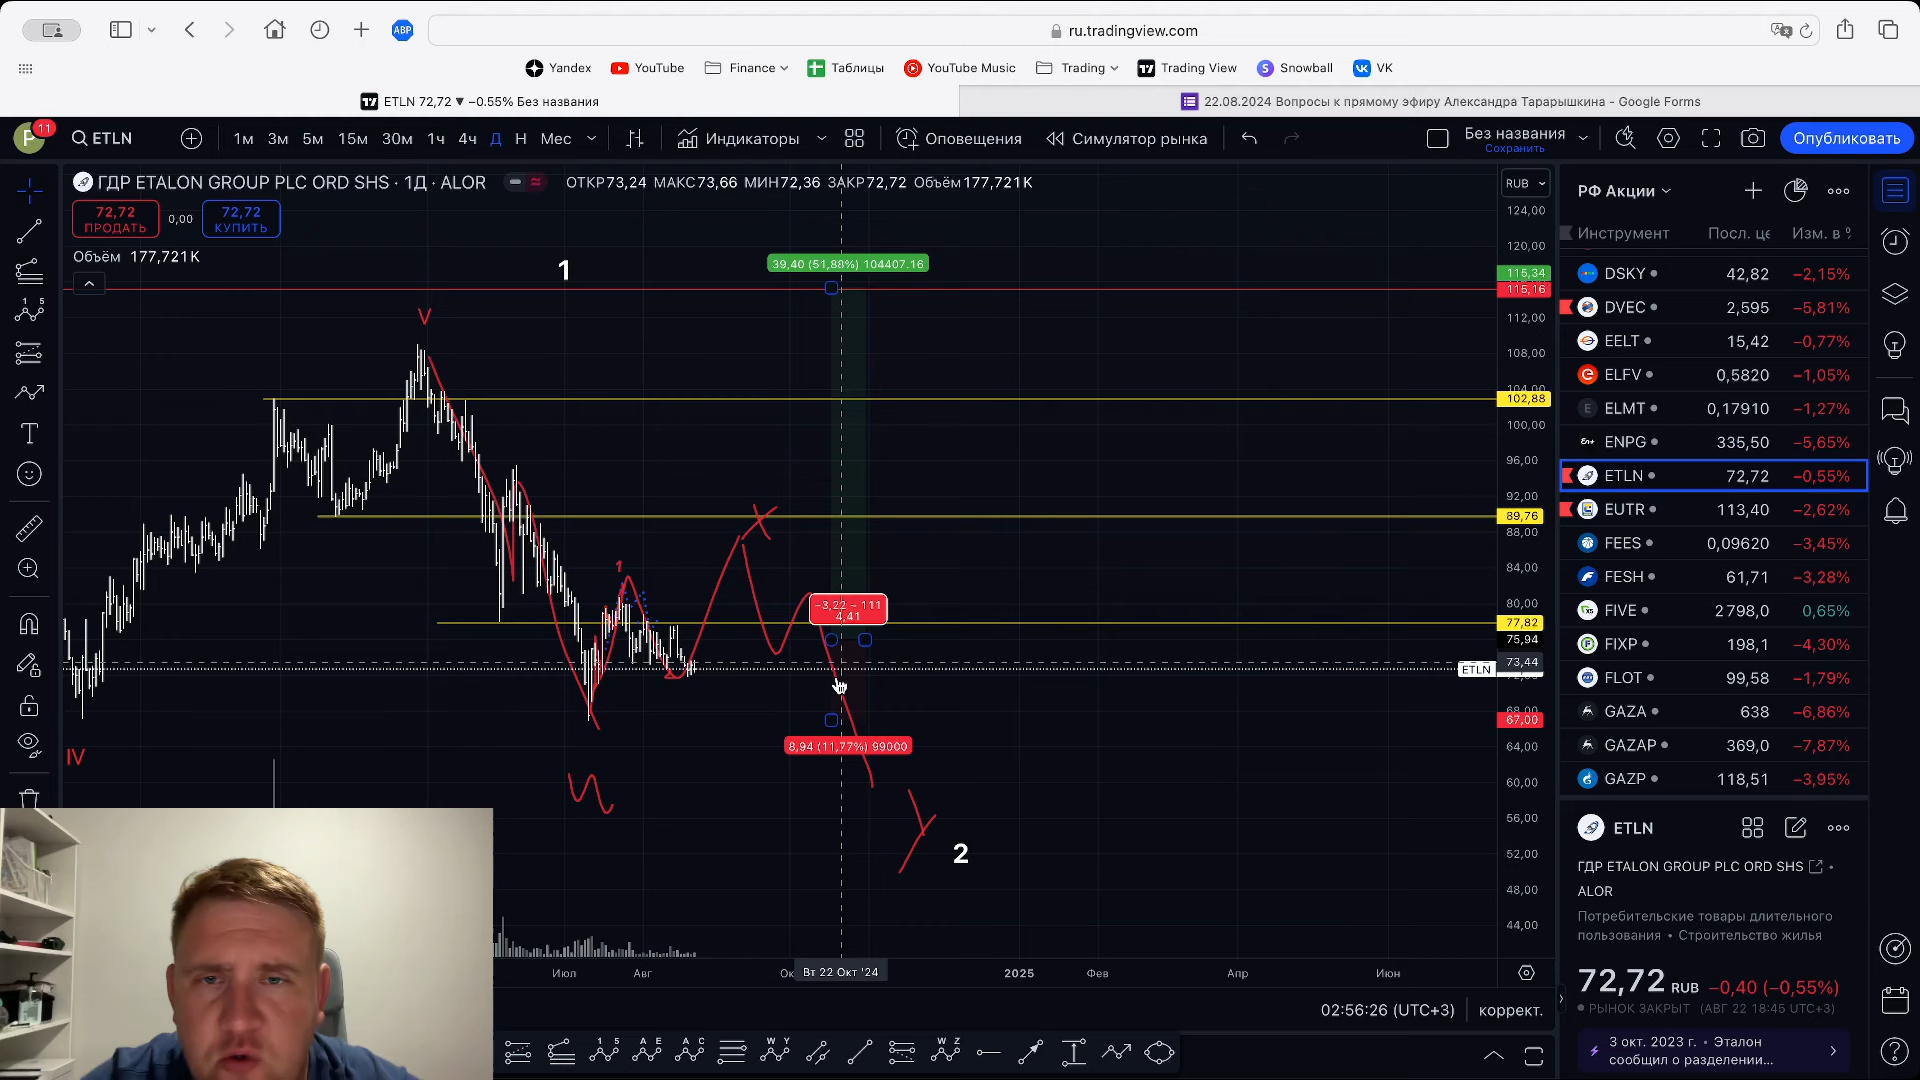 ru.tradingview.com
Yandex
YouTube
Finance
Таблицы
YouTube Music
Trading
Trading View
Snowball
VK
ETLN 72,72 ▼ −0.55% Без названия
22.08.2024 Вопросы к прямому эфиру Александра Тарарышкина - Google Forms
11
ETLN
1м 3м 5м 15м 30м 1ч 4ч Д Н Мес
Индикаторы
Оповещения
Симулятор рынка
Без названия
Сохранить
Опубликовать
ГДР ETALON GROUP PLC ORD SHS · 1Д · ALOR
ОТКР73,24 МАКС73,66 МИН72,36 ЗАКР72,72 Объём177,721K
RUB
72,72
ПРОДАТЬ
0,00
72,72
КУПИТЬ
Объём 177,721K
1
V
39,40 (51,88%) 104407.16
1
−3,22 − 111
4,41
8,94 (11,77%) 99000
IV
W
X
Y
2
124,00
120,00
115,34
115,16
112,00
108,00
104,00
102,88
100,00
96,00
92,00
89,76
88,00
84,00
80,00
77,82
75,94
73,44
ETLN
68,00
67,00
64,00
60,00
56,00
52,00
48,00
44,00
Июл
Авг
Вт 22 Окт '24
2025
Фев
Апр
Июн
02:56:26 (UTC+3)
коррект.
РФ Акции
Инструмент
Посл. це
Изм. в %
DSKY 42,82 −2,15%
DVEC 2,595 −5,81%
EELT 15,42 −0,77%
ELFV 0,5820 −1,05%
ELMT 0,17910 −1,27%
ENPG 335,50 −5,65%
ETLN 72,72 −0,55%
EUTR 113,40 −2,62%
FEES 0,09620 −3,45%
FESH 61,71 −3,28%
FIVE 2 798,0 0,65%
FIXP 198,1 −4,30%
FLOT 99,58 −1,79%
GAZA 638 −6,86%
GAZAP 369,0 −7,87%
GAZP 118,51 −3,95%
ETLN
ГДР ETALON GROUP PLC ORD SHS
ALOR
Потребительские товары длительного
пользования • Строительство жилья
72,72 RUB −0,40 (−0,55%)
РЫНОК ЗАКРЫТ (АВГ 22 18:45 UTC+3)
3 окт. 2023 г. • Эталон
сообщил о разделении...